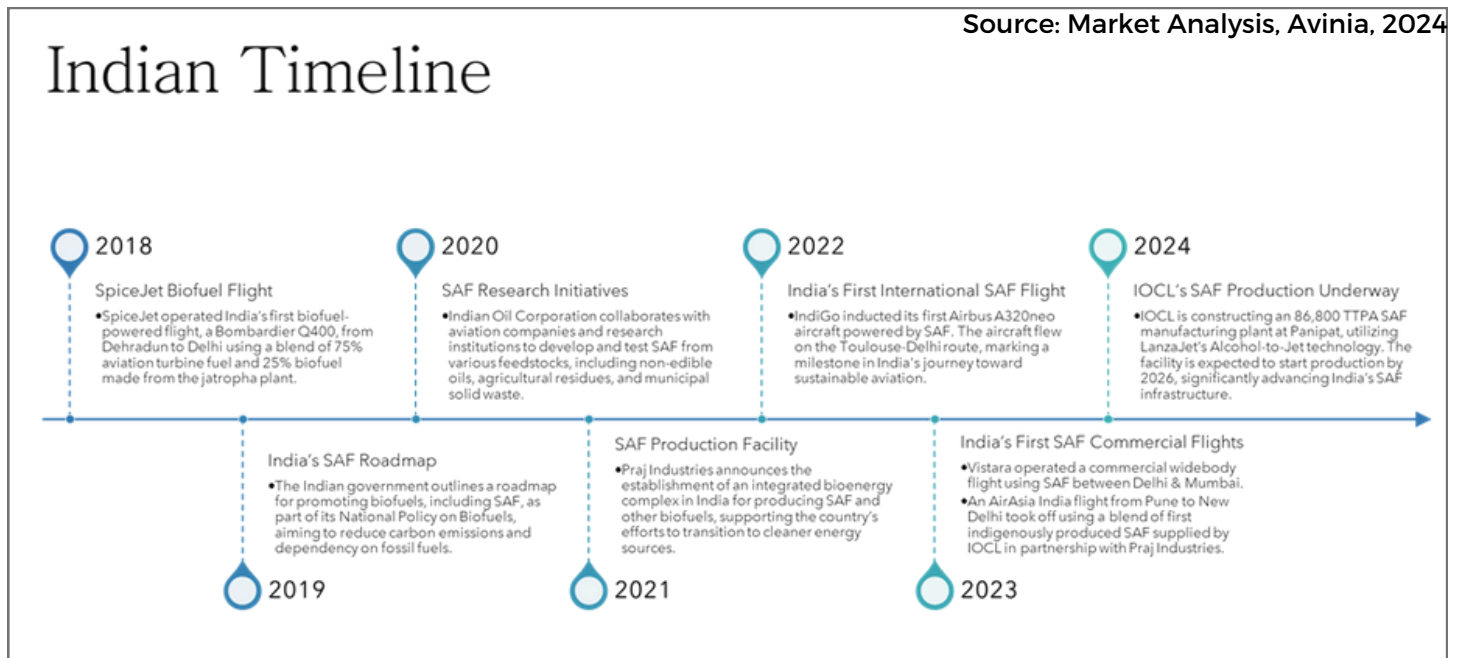 Source: Market Analysis, Avinia, 2024
Indian Timeline
2018
SpiceJet Biofuel Flight
•SpiceJet operated India's first biofuel-
powered flight, a Bombardier Q400, from
Dehradun to Delhi using a blend of 75%
aviation turbine fuel and 25% biofuel
made from the jatropha plant.
2020
SAF Research Initiatives
•Indian Oil Corporation collaborates with
aviation companies and research
institutions to develop and test SAF from
various feedstocks, including non-edible
oils, agricultural residues, and municipal
solid waste.
2022
India's First International SAF Flight
•IndiGo inducted its first Airbus A320neo
aircraft powered by SAF. The aircraft flew
on the Toulouse-Delhi route, marking a
milestone in India's journey toward
sustainable aviation.
2024
IOCL's SAF Production Underway
•IOCL is constructing an 86,800 TTPA SAF
manufacturing plant at Panipat, utilizing
LanzaJet's Alcohol-to-Jet technology. The
facility is expected to start production by
2026, significantly advancing India's SAF
infrastructure.
India's SAF Roadmap
•The Indian government outlines a roadmap
for promoting biofuels, including SAF, as
part of its National Policy on Biofuels,
aiming to reduce carbon emissions and
dependency on fossil fuels.
2019
SAF Production Facility
•Praj Industries announces the
establishment of an integrated bioenergy
complex in India for producing SAF and
other biofuels, supporting the country's
efforts to transition to cleaner energy
sources.
2021
India's First SAF Commercial Flights
•Vistara operated a commercial widebody
flight using SAF between Delhi & Mumbai.
•An AirAsia India flight from Pune to New
Delhi took off using a blend of first
indigenously produced SAF supplied by
IOCL in partnership with Praj Industries.
2023